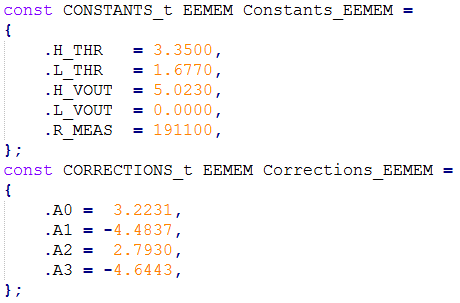 const CONSTANTS_t EEMEM Constants_EEMEM =
{
    .H_THR   = 3.3500,
    .L_THR   = 1.6770,
    .H_VOUT  = 5.0230,
    .L_VOUT  = 0.0000,
    .R_MEAS  = 191100,
};
const CORRECTIONS_t EEMEM Corrections_EEMEM =
{
    .A0 =  3.2231,
    .A1 = -4.4837,
    .A2 =  2.7930,
    .A3 = -4.6443,
};